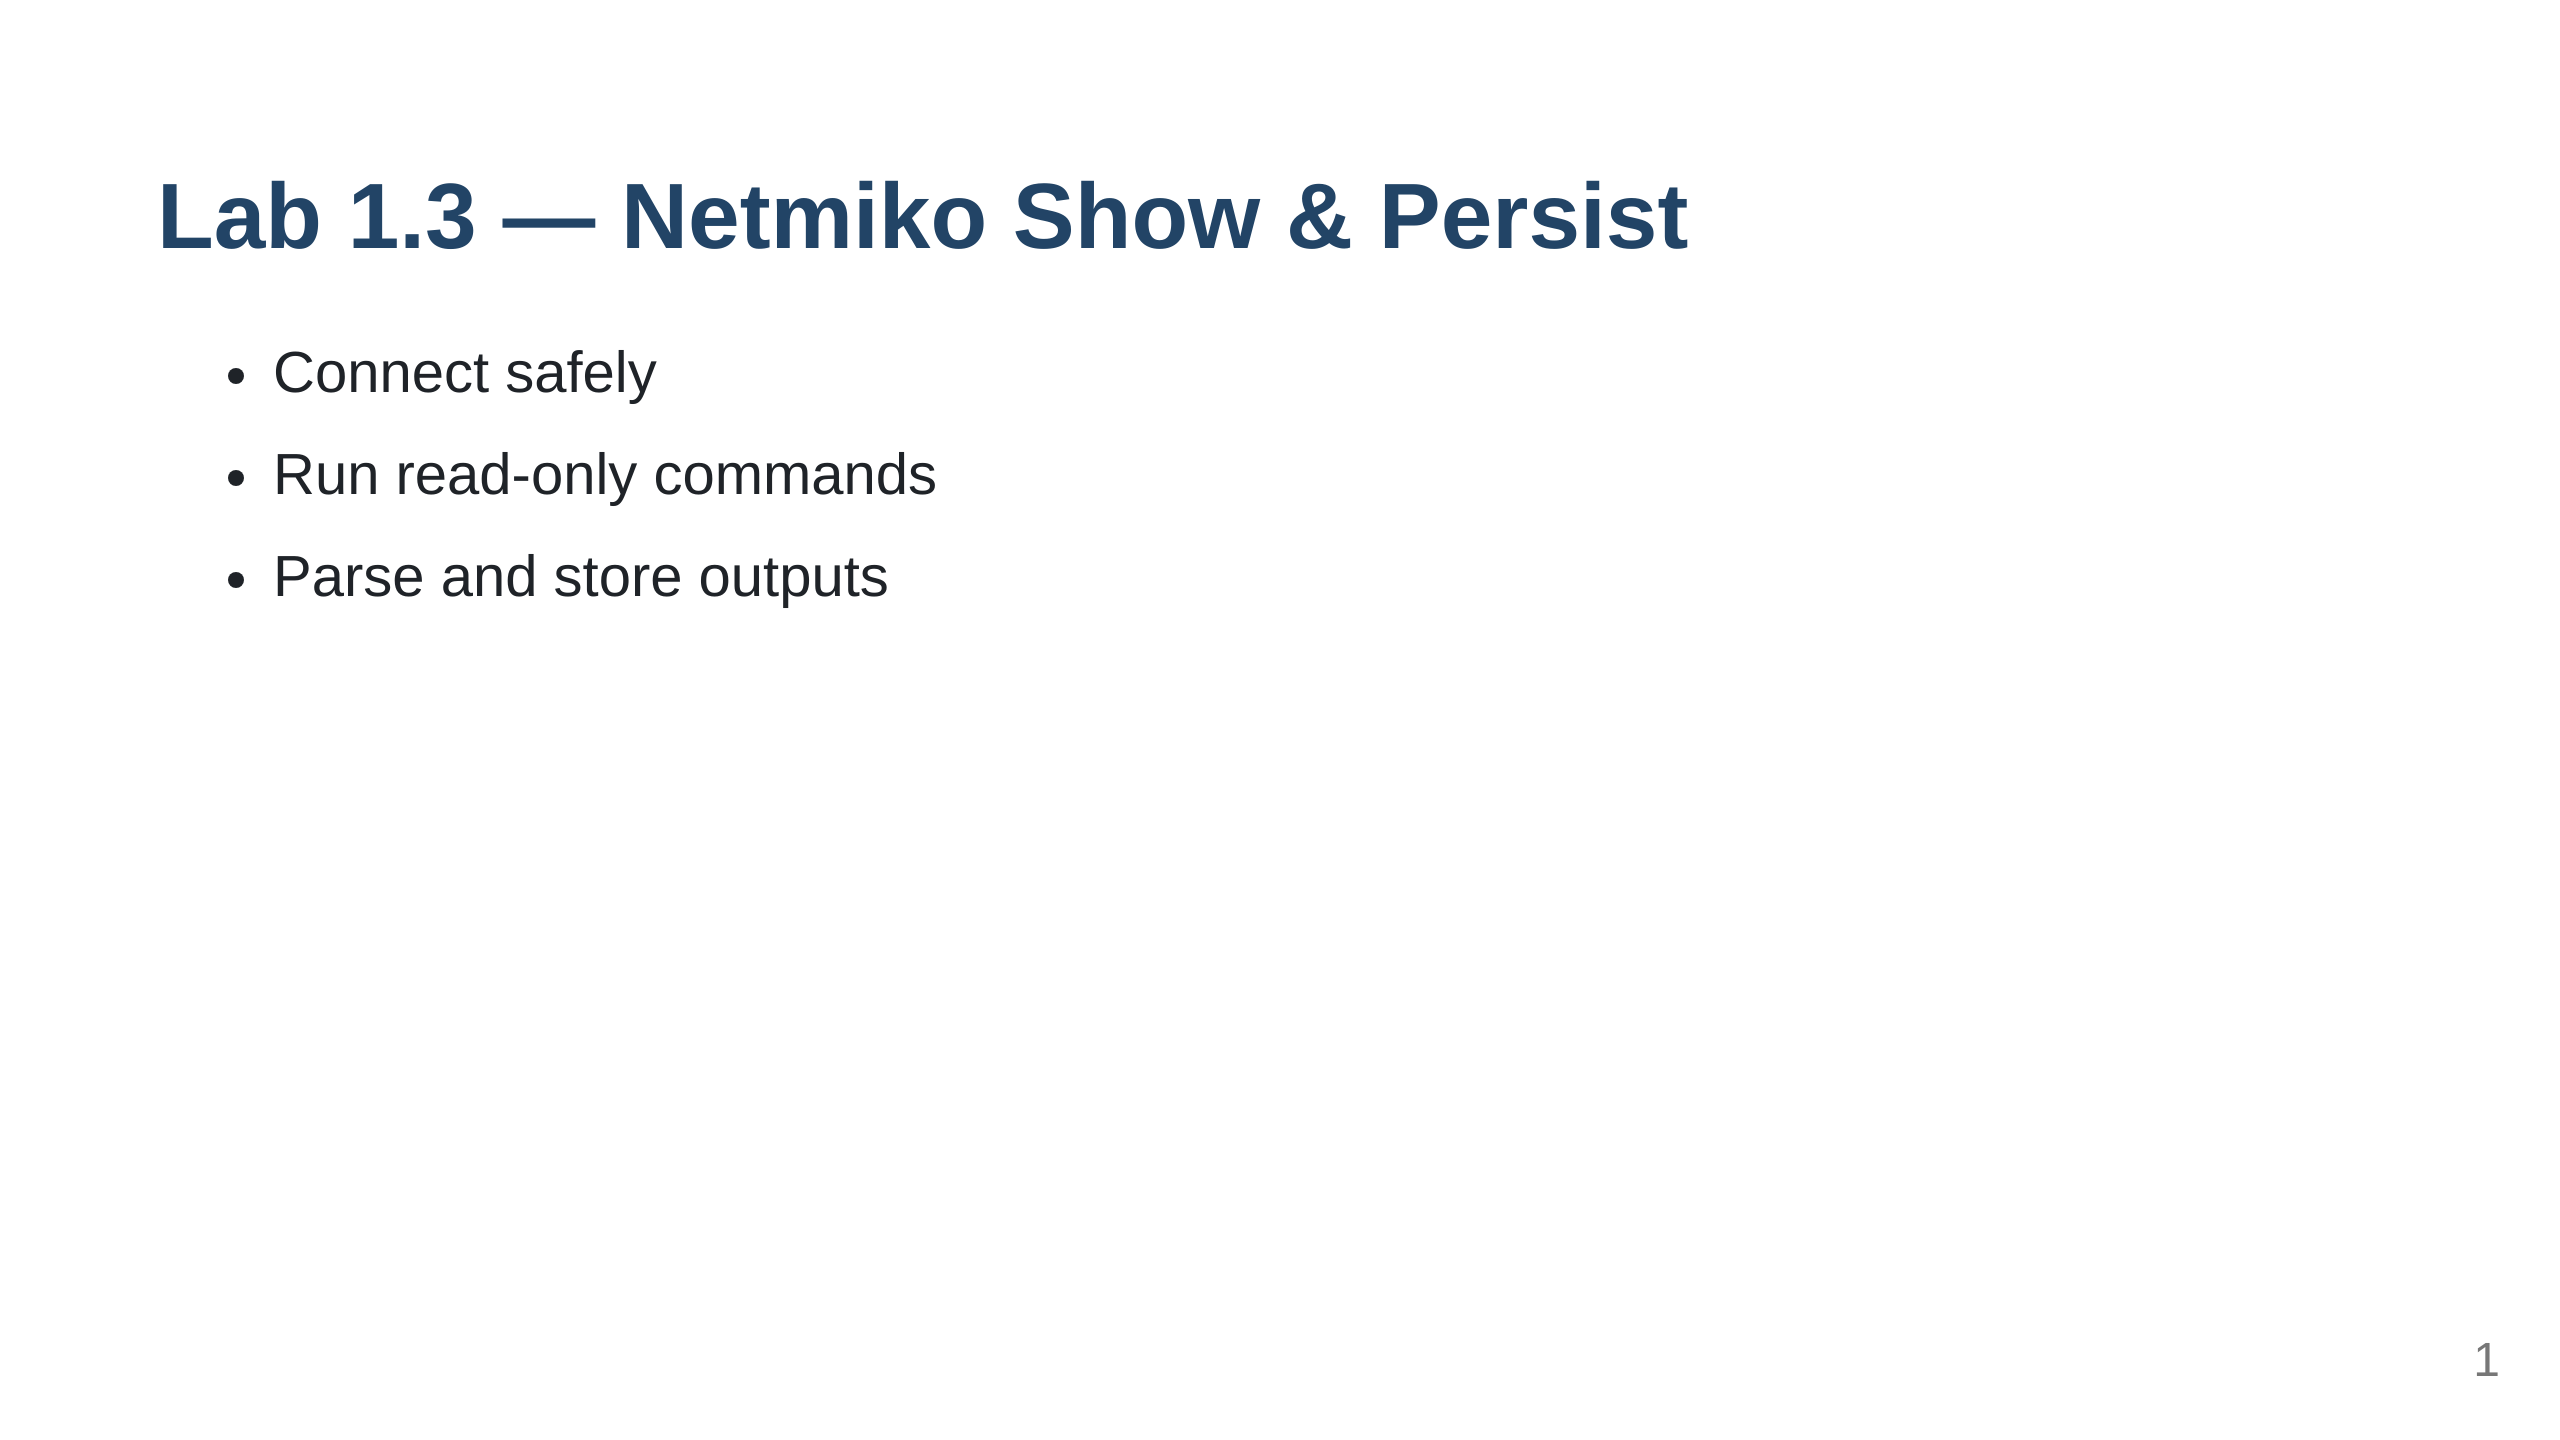 Lab 1.3 — Netmiko Show & Persist
• Connect safely
• Run read-only commands
• Parse and store outputs
1